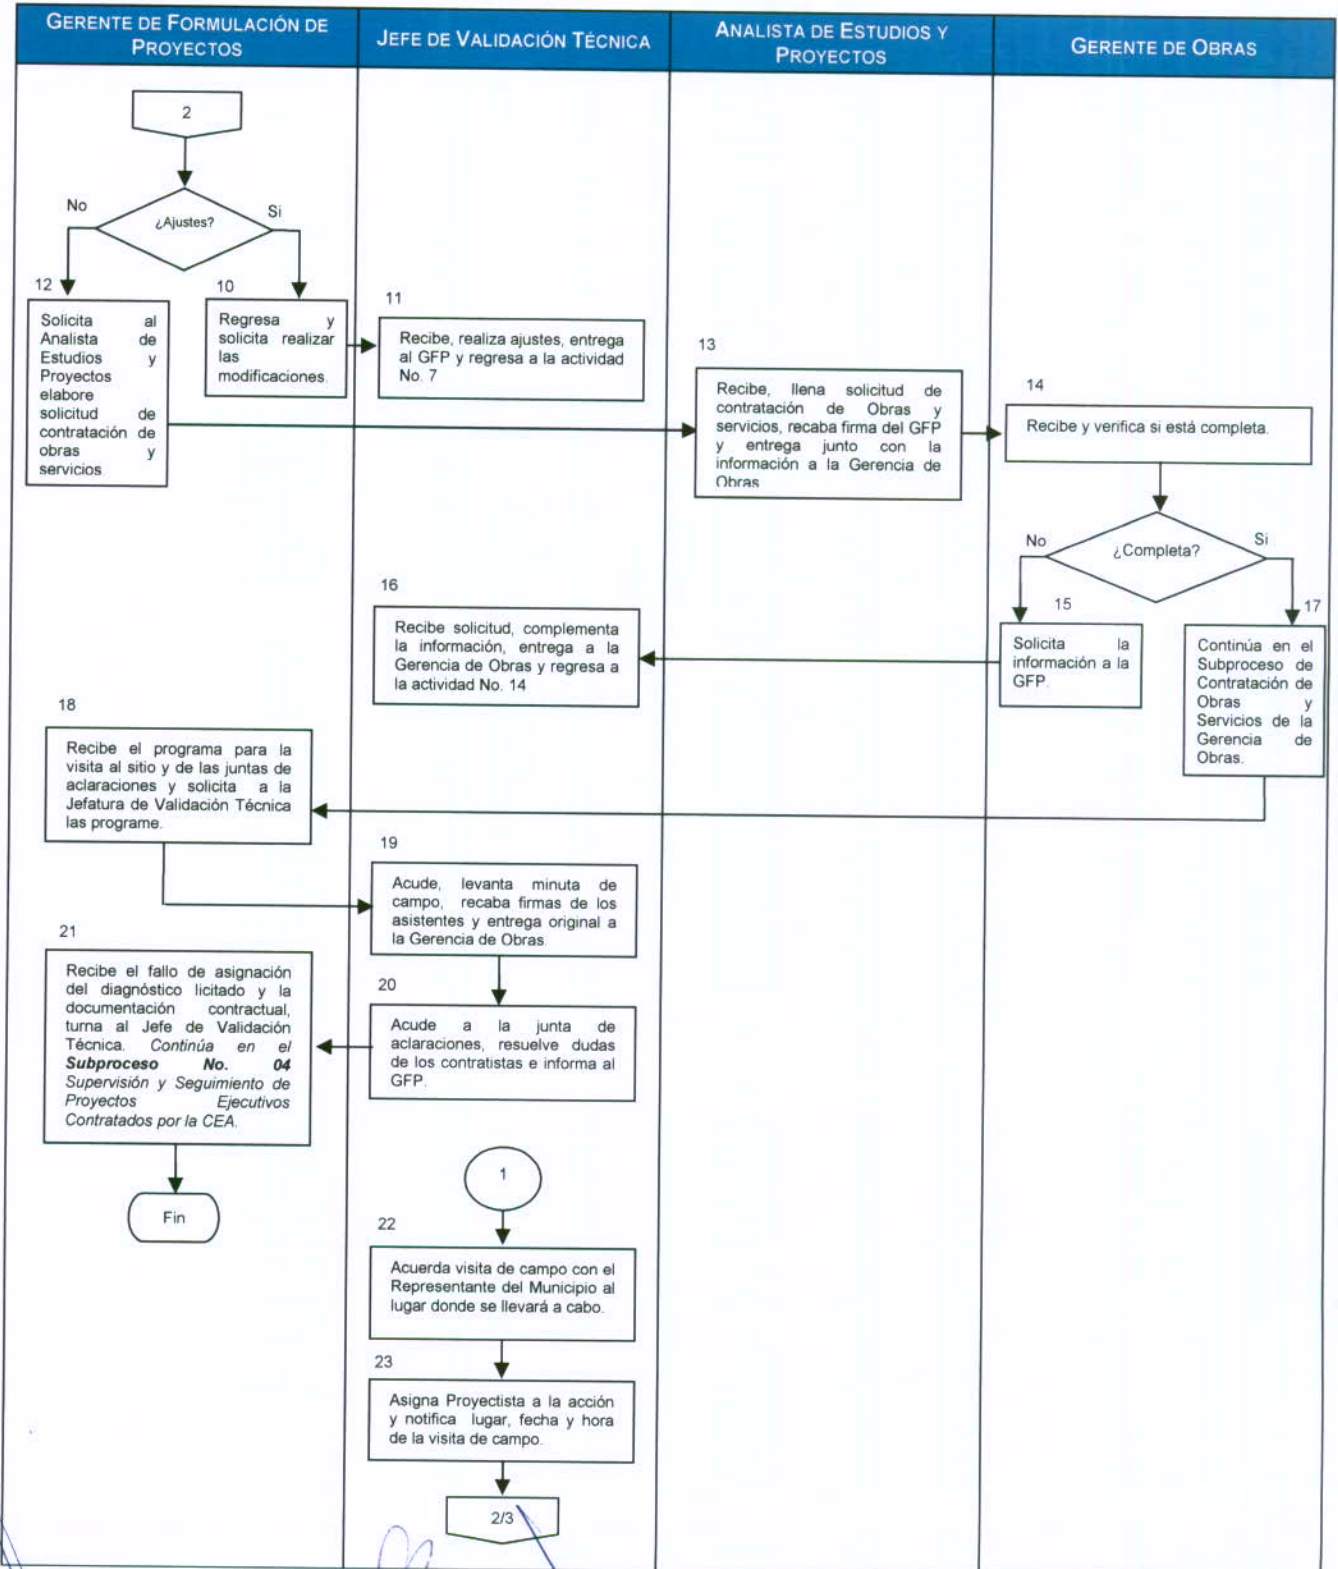 GERENTE DE FORMULACIÓN DE
PROYECTOS
JEFE DE VALIDACIÓN TÉCNICA
ANALISTA DE ESTUDIOS Y
PROYECTOS
GERENTE DE OBRAS
2
¿Ajustes?
No
Si
12
Solicita al
Analista de
Estudios y
Proyectos
elabore
solicitud de
contratación de
obras y
servicios.
10
Regresa y
solicita realizar
las
modificaciones.
11
Recibe, realiza ajustes, entrega
al GFP y regresa a la actividad
No. 7
13
Recibe, llena solicitud de
contratación de Obras y
servicios, recaba firma del GFP
y entrega junto con la
información a la Gerencia de
Obras
14
Recibe y verifica si está completa.
¿Completa?
No
Si
15
Solicita la
información a la
GFP.
17
Continúa en el
Subproceso de
Contratación de
Obras y
Servicios de la
Gerencia de
Obras.
16
Recibe solicitud, complementa
la información, entrega a la
Gerencia de Obras y regresa a
la actividad No. 14
18
Recibe el programa para la
visita al sitio y de las juntas de
aclaraciones y solicita a la
Jefatura de Validación Técnica
las programe.
19
Acude, levanta minuta de
campo, recaba firmas de los
asistentes y entrega original a
la Gerencia de Obras.
20
Acude a la junta de
aclaraciones, resuelve dudas
de los contratistas e informa al
GFP.
21
Recibe el fallo de asignación
del diagnóstico licitado y la
documentación contractual,
turna al Jefe de Validación
Técnica. Continúa en el
Subproceso No. 04
Supervisión y Seguimiento de
Proyectos Ejecutivos
Contratados por la CEA.
Fin
1
22
Acuerda visita de campo con el
Representante del Municipio al
lugar donde se llevará a cabo.
23
Asigna Proyectista a la acción
y notifica lugar, fecha y hora
de la visita de campo.
2/3